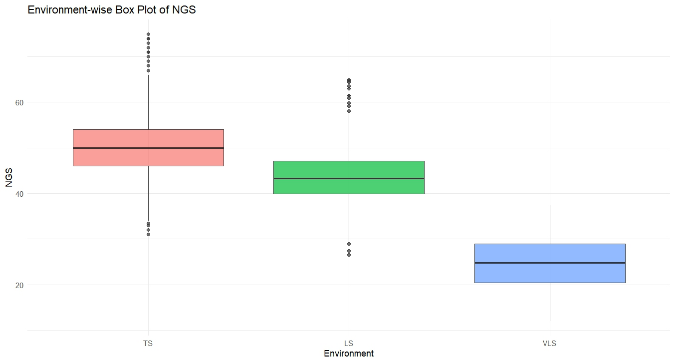 Environment-wise Box Plot of NGS
NGS
60
40
20
TS LS VLS
Environment